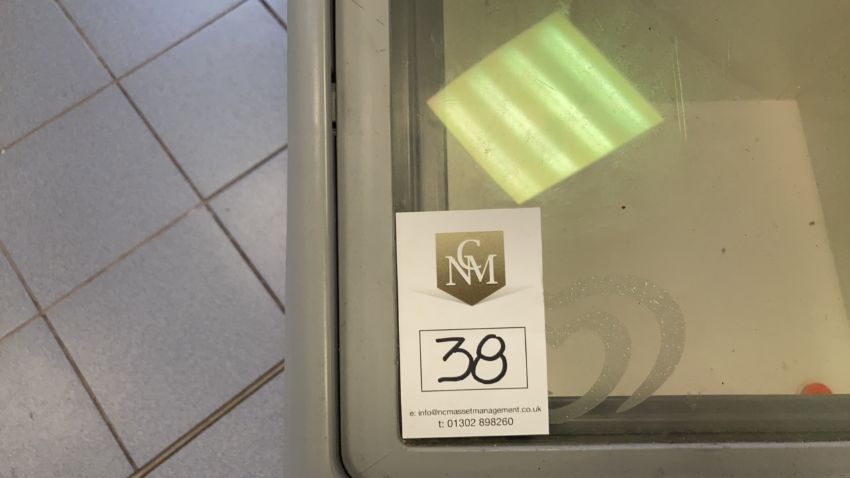 NCM
38
e: info@ncmassetmanagement.co.uk
t: 01302 898260